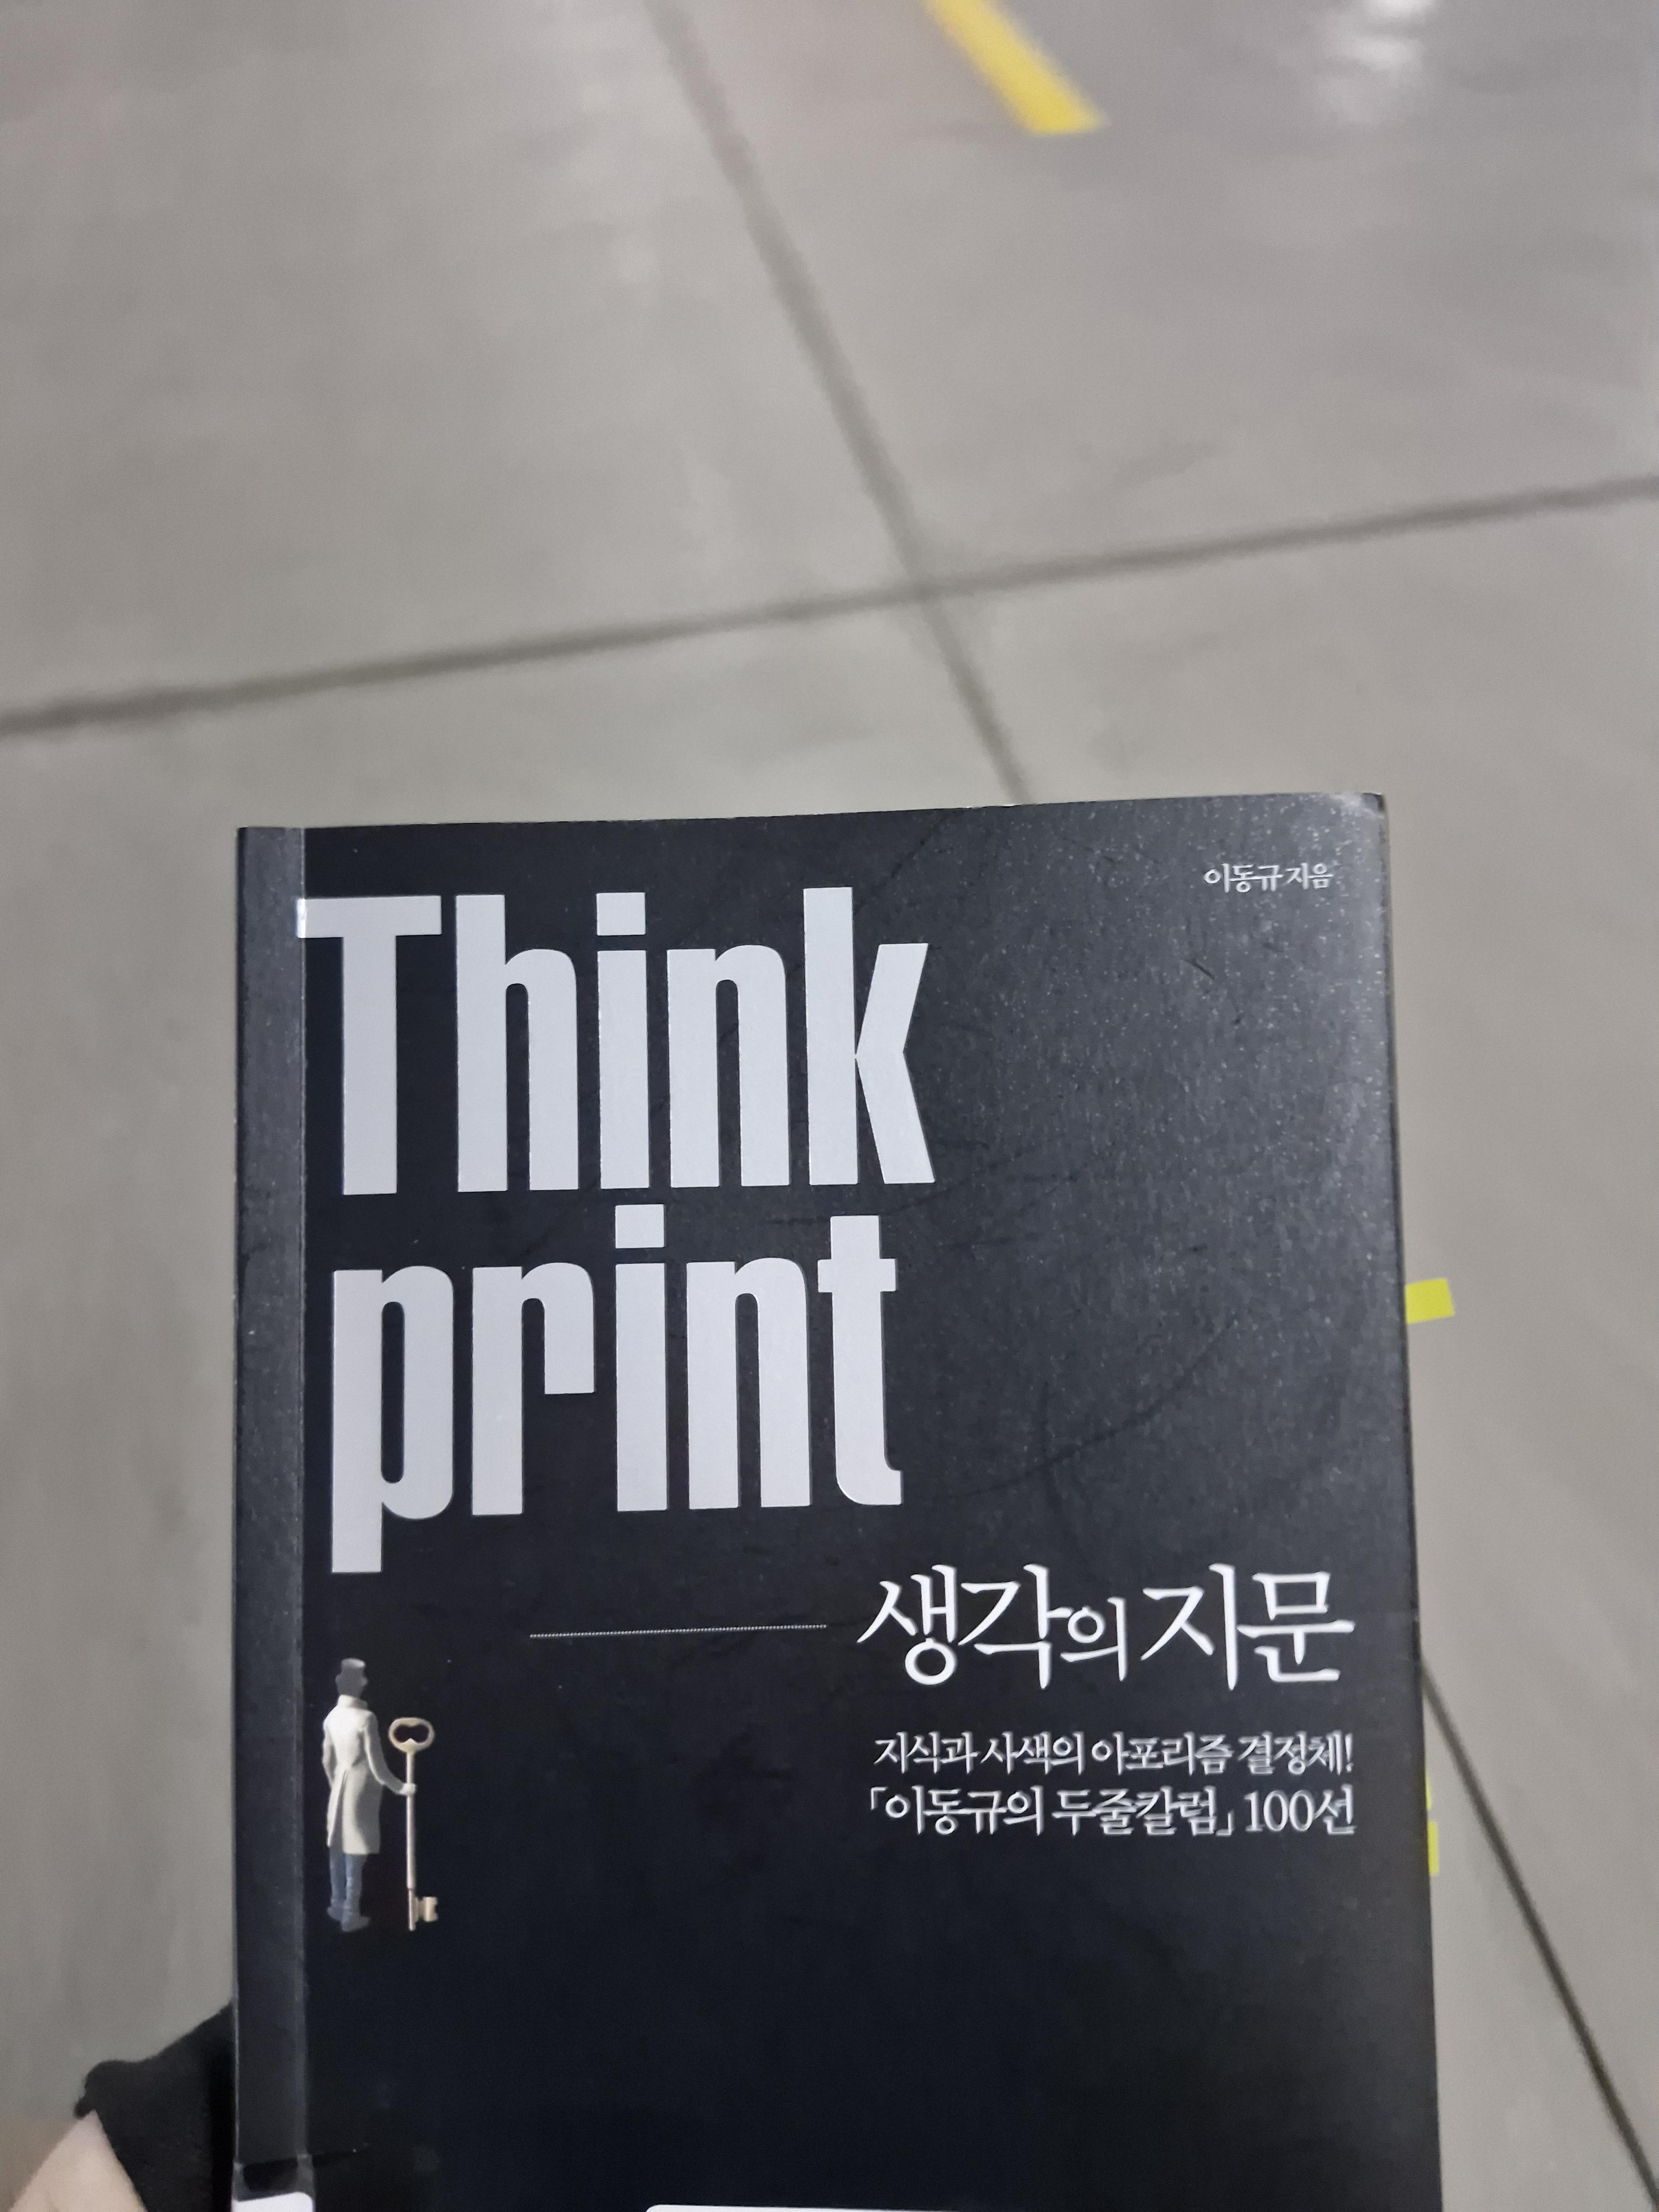 이동규 지음
Think
print
생각의 지문
지식과 사색의 아포리즘 결정체!
「이동규의 두줄칼럼」 100선